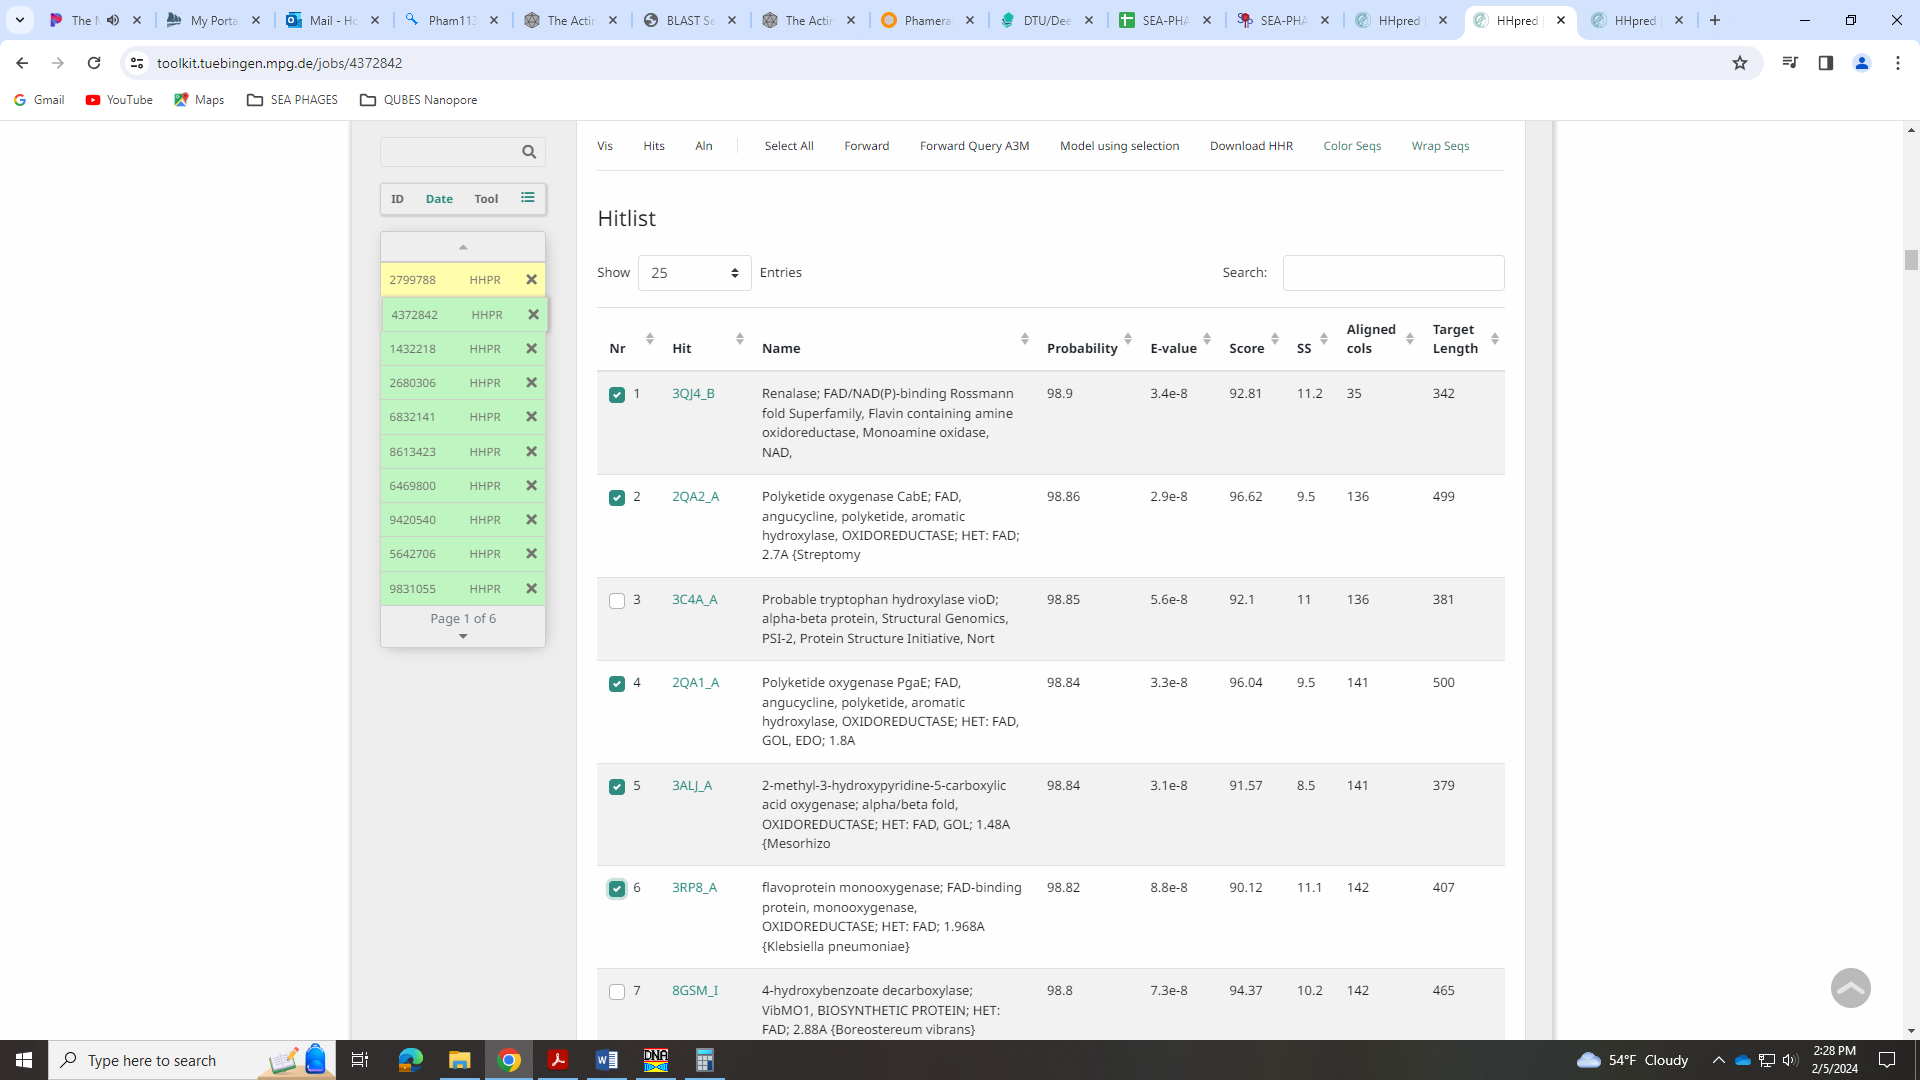 The M
My Porta
Mail - Ho
Pham113
The Actin
BLAST Se
The Actin
Phamera
DTU/Dee
SEA-PHA
SEA-PHA
HHpred
HHpred
HHpred
toolkit.tuebingen.mpg.de/jobs/4372842
Gmail
YouTube
Maps
SEA PHAGES
QUBES Nanopore
Vis Hits Aln Select All Forward Forward Query A3M Model using selection Download HHR Color Seqs Wrap Seqs
ID Date Tool
2799788 HHPR
4372842 HHPR
1432218 HHPR
2680306 HHPR
6832141 HHPR
8613423 HHPR
6469800 HHPR
9420540 HHPR
5642706 HHPR
9831055 HHPR
Page 1 of 6
Hitlist
Show 25 Entries Search:
Nr Hit Name Probability E-value Score SS Aligned cols Target Length
1 3QJ4_B Renalase; FAD/NAD(P)-binding Rossmann 98.9 3.4e-8 92.81 11.2 35 342
fold Superfamily, Flavin containing amine
oxidoreductase, Monoamine oxidase,
NAD,
2 2QA2_A Polyketide oxygenase CabE; FAD, 98.86 2.9e-8 96.62 9.5 136 499
angucycline, polyketide, aromatic
hydroxylase, OXIDOREDUCTASE; HET: FAD;
2.7A {Streptomy
3 3C4A_A Probable tryptophan hydroxylase vioD; 98.85 5.6e-8 92.1 11 136 381
alpha-beta protein, Structural Genomics,
PSI-2, Protein Structure Initiative, Nort
4 2QA1_A Polyketide oxygenase PgaE; FAD, 98.84 3.3e-8 96.04 9.5 141 500
angucycline, polyketide, aromatic
hydroxylase, OXIDOREDUCTASE; HET: FAD,
GOL, EDO; 1.8A
5 3ALJ_A 2-methyl-3-hydroxypyridine-5-carboxylic 98.84 3.1e-8 91.57 8.5 141 379
acid oxygenase; alpha/beta fold,
OXIDOREDUCTASE; HET: FAD, GOL; 1.48A
{Mesorhizo
6 3RP8_A flavoprotein monooxygenase; FAD-binding 98.82 8.8e-8 90.12 11.1 142 407
protein, monooxygenase,
OXIDOREDUCTASE; HET: FAD; 1.968A
{Klebsiella pneumoniae}
7 8GSM_I 4-hydroxybenzoate decarboxylase; 98.8 7.3e-8 94.37 10.2 142 465
VibMO1, BIOSYNTHETIC PROTEIN; HET:
FAD; 2.88A {Boreostereum vibrans}
Type here to search
DNA
54°F Cloudy
2:28 PM
2/5/2024